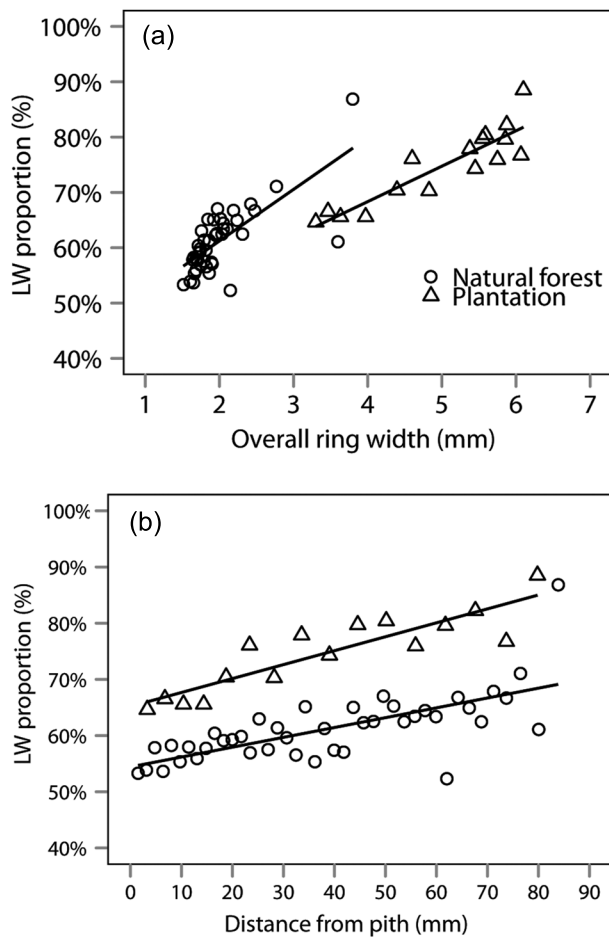 (a)
LW proportion (%)
100%
90%
80%
70%
60%
50%
40%
Natural forest
Plantation
1 2 3 4 5 6 7
Overall ring width (mm)
(b)
LW proportion (%)
100%
90%
80%
70%
60%
50%
40%
0 10 20 30 40 50 60 70 80 90
Distance from pith (mm)